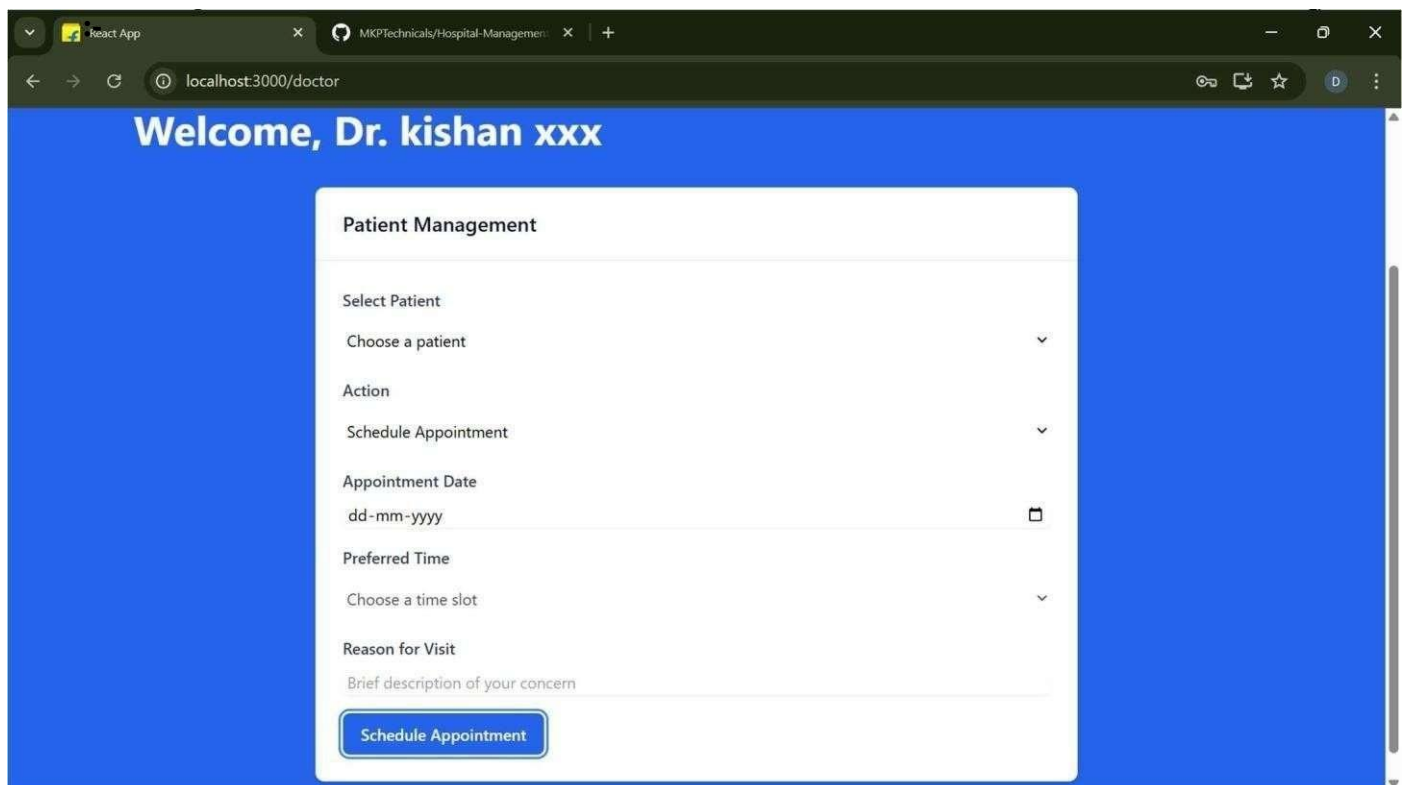 React App
MKPTechnicals/Hospital-Managemen
localhost:3000/doctor
D
Welcome, Dr. kishan xxx
Patient Management
Select Patient
Choose a patient
Action
Schedule Appointment
Appointment Date
dd-mm-yyyy
Preferred Time
Choose a time slot
Reason for Visit
Brief description of your concern
Schedule Appointment